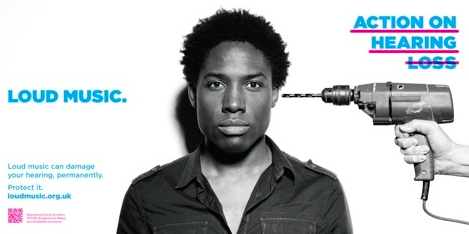 ACTION ON
HEARING
LOSS
LOUD MUSIC.
Loud music can damage
your hearing, permanently.
Protect it.
loudmusic.org.uk